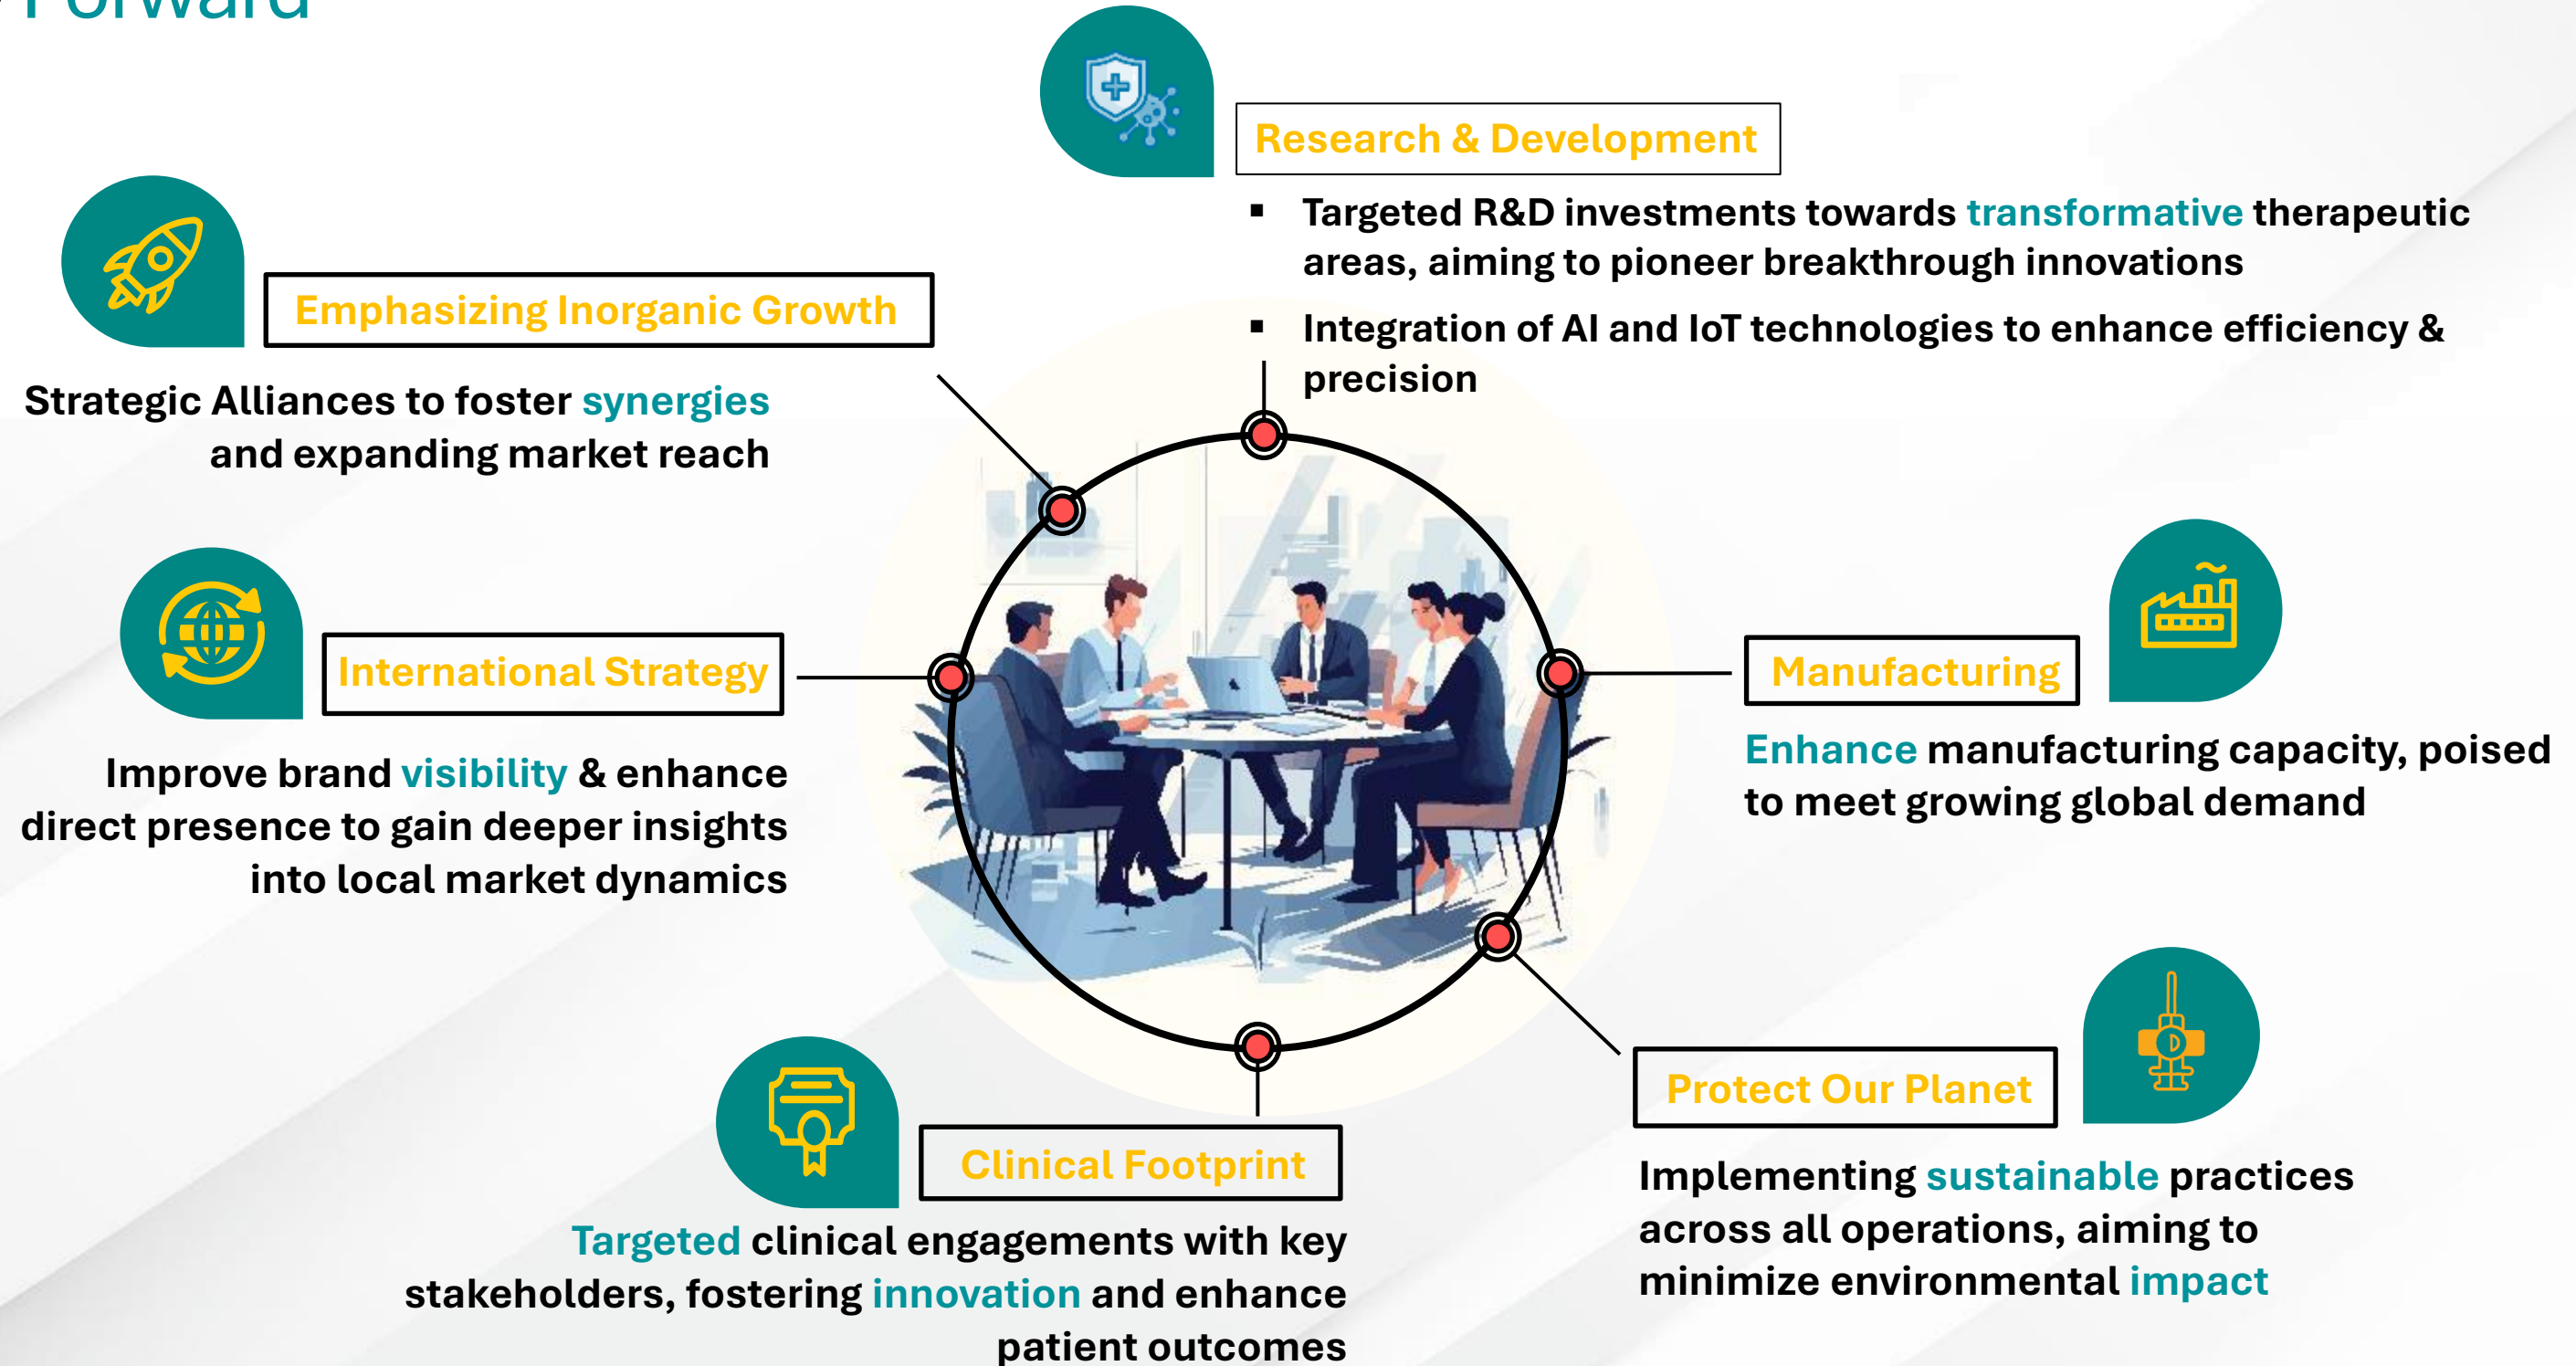 Forward
Research & Development
▪ Targeted R&D investments towards transformative therapeutic
areas, aiming to pioneer breakthrough innovations
▪ Integration of AI and IoT technologies to enhance efficiency &
precision
Emphasizing Inorganic Growth
Strategic Alliances to foster synergies
and expanding market reach
International Strategy
Improve brand visibility & enhance
direct presence to gain deeper insights
into local market dynamics
Manufacturing
Enhance manufacturing capacity, poised
to meet growing global demand
Protect Our Planet
Implementing sustainable practices
across all operations, aiming to
minimize environmental impact
Clinical Footprint
Targeted clinical engagements with key
stakeholders, fostering innovation and enhance
patient outcomes